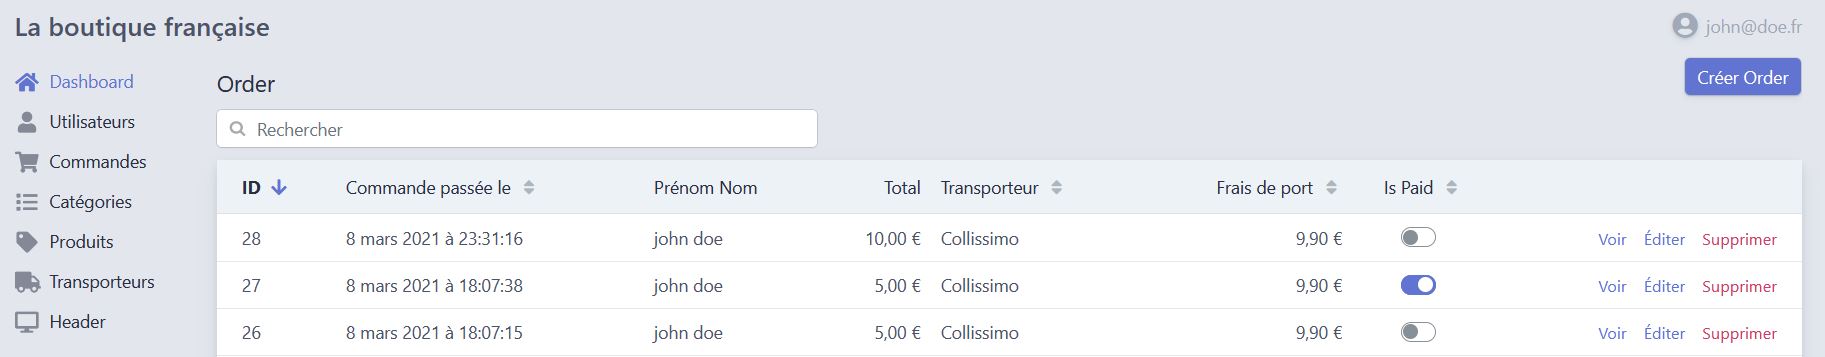 La boutique française
john@doe.fr
Dashboard
Utilisateurs
Commandes
Catégories
Produits
Transporteurs
Header
Order
Créer Order
Rechercher
ID Commande passée le Prénom Nom Total Transporteur Frais de port Is Paid
28 8 mars 2021 à 23:31:16 john doe 10,00 € Collissimo 9,90 € Voir Éditer Supprimer
27 8 mars 2021 à 18:07:38 john doe 5,00 € Collissimo 9,90 € Voir Éditer Supprimer
26 8 mars 2021 à 18:07:15 john doe 5,00 € Collissimo 9,90 € Voir Éditer Supprimer